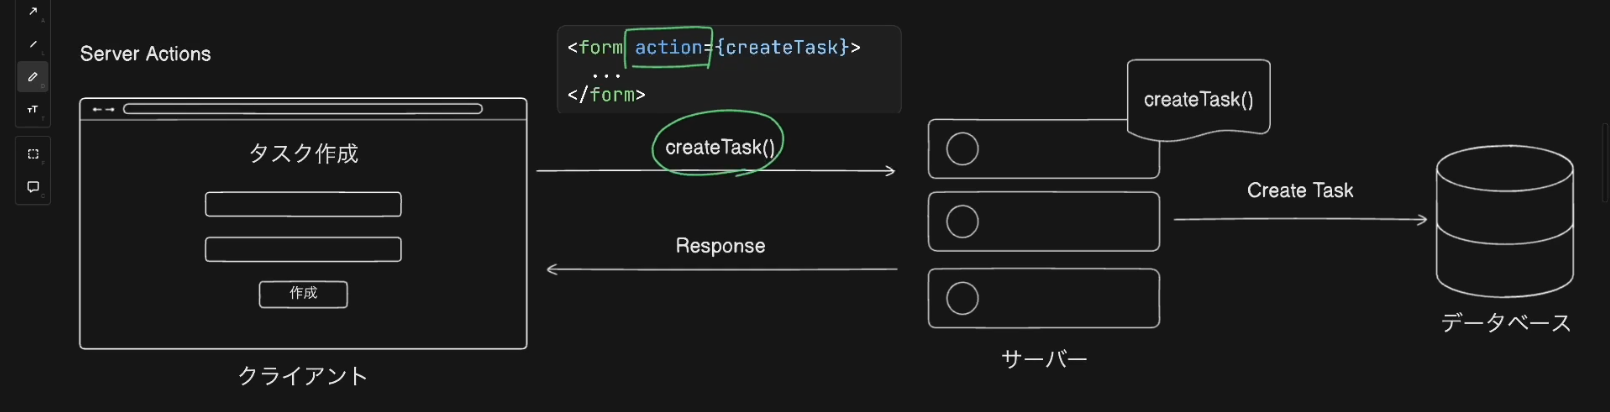 Server Actions
<form action={createTask}>
...
</form>
createTask()
タスク作成
createTask()
Create Task
Response
作成
データベース
サーバー
クライアント